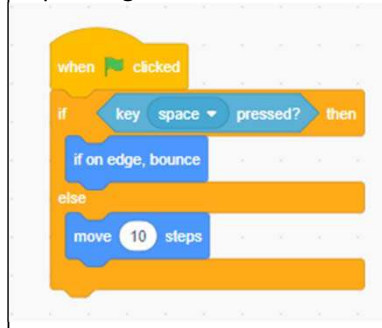 when clicked
if key space pressed? then
if on edge, bounce
else
move 10 steps